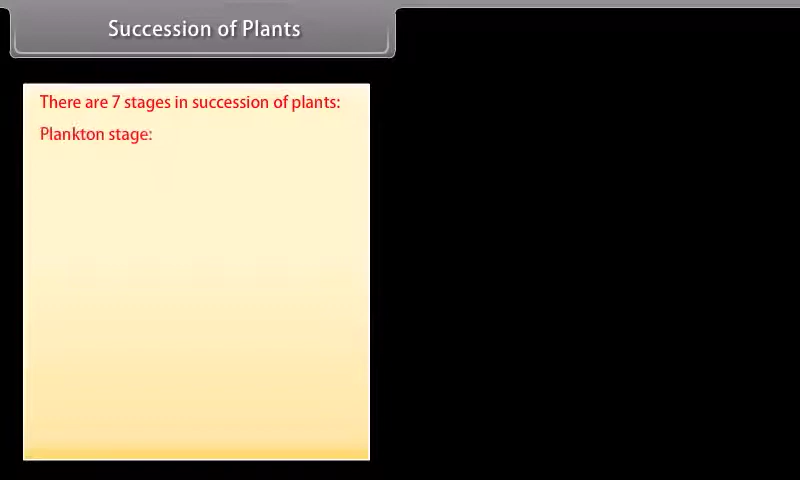 Succession of Plants
There are 7 stages in succession of plants:
Plankton stage: